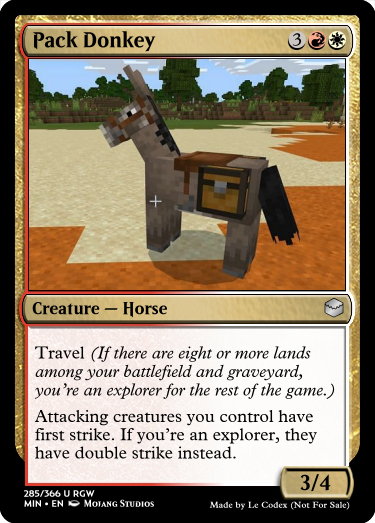 Pack Donkey 3
Creature — Horse
Travel (If there are eight or more lands
among your battlefield and graveyard,
you're an explorer for the rest of the game.)
Attacking creatures you control have
first strike. If you're an explorer, they
have double strike instead.
3/4
285/366 U RGW
MIN • EN Mojang Studios
Made by Le Codex (Not For Sale)